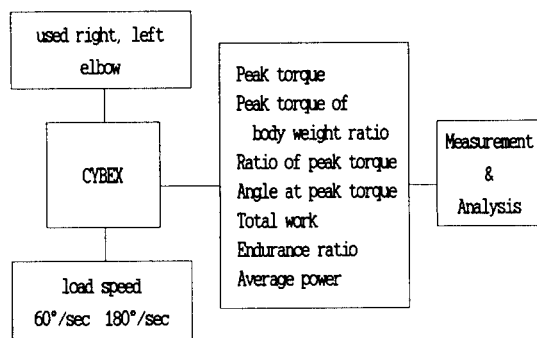 used right, left
elbow
CYBEX
load speed
60°/sec 180°/sec
Peak torque
Peak torque of
body weight ratio
Ratio of peak torque
Angle at peak torque
Total work
Endurance ratio
Average power
Measurement
&
Analysis